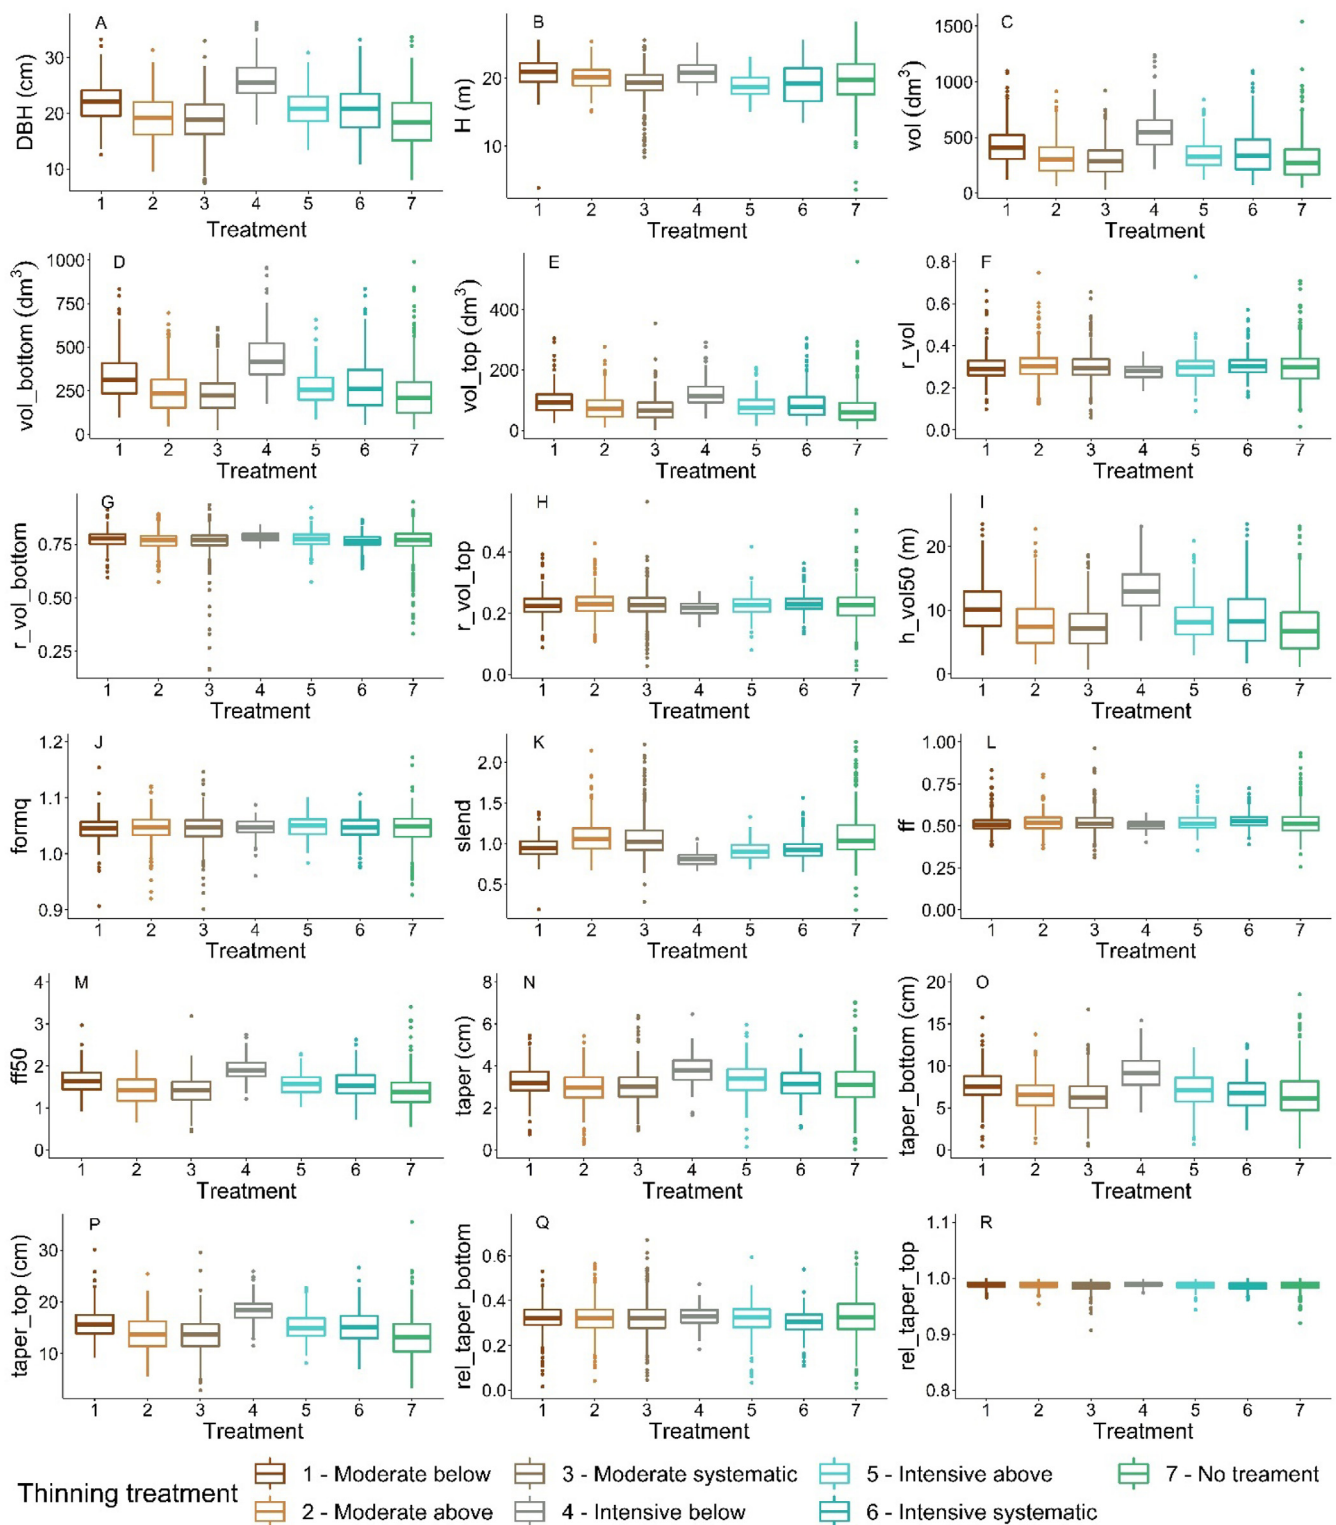 A B C
DBH (cm) H (m) vol (dm³)
30 20 10
20 10
1500 1000 500 0
1 2 3 4 5 6 7 1 2 3 4 5 6 7 1 2 3 4 5 6 7
Treatment Treatment Treatment
D E F
vol_bottom (dm³) vol_top (dm³) r_vol
1000 750 500 250 0
400 200 0
0.8 0.6 0.4 0.2 0.0
1 2 3 4 5 6 7 1 2 3 4 5 6 7 1 2 3 4 5 6 7
Treatment Treatment Treatment
G H I
r_vol_bottom r_vol_top h_vol50 (m)
0.75 0.50 0.25
0.4 0.2 0.0
20 10 0
1 2 3 4 5 6 7 1 2 3 4 5 6 7 1 2 3 4 5 6 7
Treatment Treatment Treatment
J K L
formq slend ff
1.2 1.1 1.0 0.9
2.0 1.5 1.0 0.5
1.00 0.75 0.50 0.25 0.00
1 2 3 4 5 6 7 1 2 3 4 5 6 7 1 2 3 4 5 6 7
Treatment Treatment Treatment
M N O
ff50 taper (cm) taper_bottom (cm)
4 3 2 1 0
8 6 4 2 0
20 15 10 5 0
1 2 3 4 5 6 7 1 2 3 4 5 6 7 1 2 3 4 5 6 7
Treatment Treatment Treatment
P Q R
taper_top (cm) rel_taper_bottom rel_taper_top
30 20 10
0.6 0.4 0.2 0.0
1.1 1.0 0.9 0.8
1 2 3 4 5 6 7 1 2 3 4 5 6 7 1 2 3 4 5 6 7
Treatment Treatment Treatment
Thinning treatment
1 - Moderate below 3 - Moderate systematic 5 - Intensive above 7 - No treament
2 - Moderate above 4 - Intensive below 6 - Intensive systematic